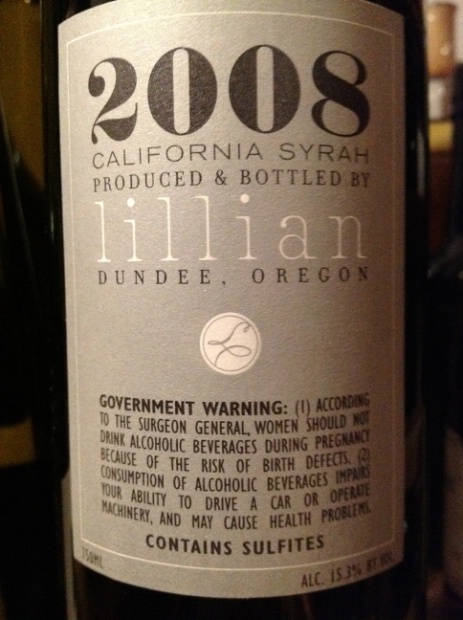 2008
CALIFORNIA SYRAH
PRODUCED & BOTTLED BY
lillian
DUNDEE, OREGON
GOVERNMENT WARNING: (1) ACCORDING
TO THE SURGEON GENERAL, WOMEN SHOULD NOT
DRINK ALCOHOLIC BEVERAGES DURING PREGNANCY
BECAUSE OF THE RISK OF BIRTH DEFECTS. (2)
CONSUMPTION OF ALCOHOLIC BEVERAGES IMPAIRS
YOUR ABILITY TO DRIVE A CAR OR OPERATE
MACHINERY, AND MAY CAUSE HEALTH PROBLEMS.
CONTAINS SULFITES
750ML
ALC. 15.3% BY VOL.